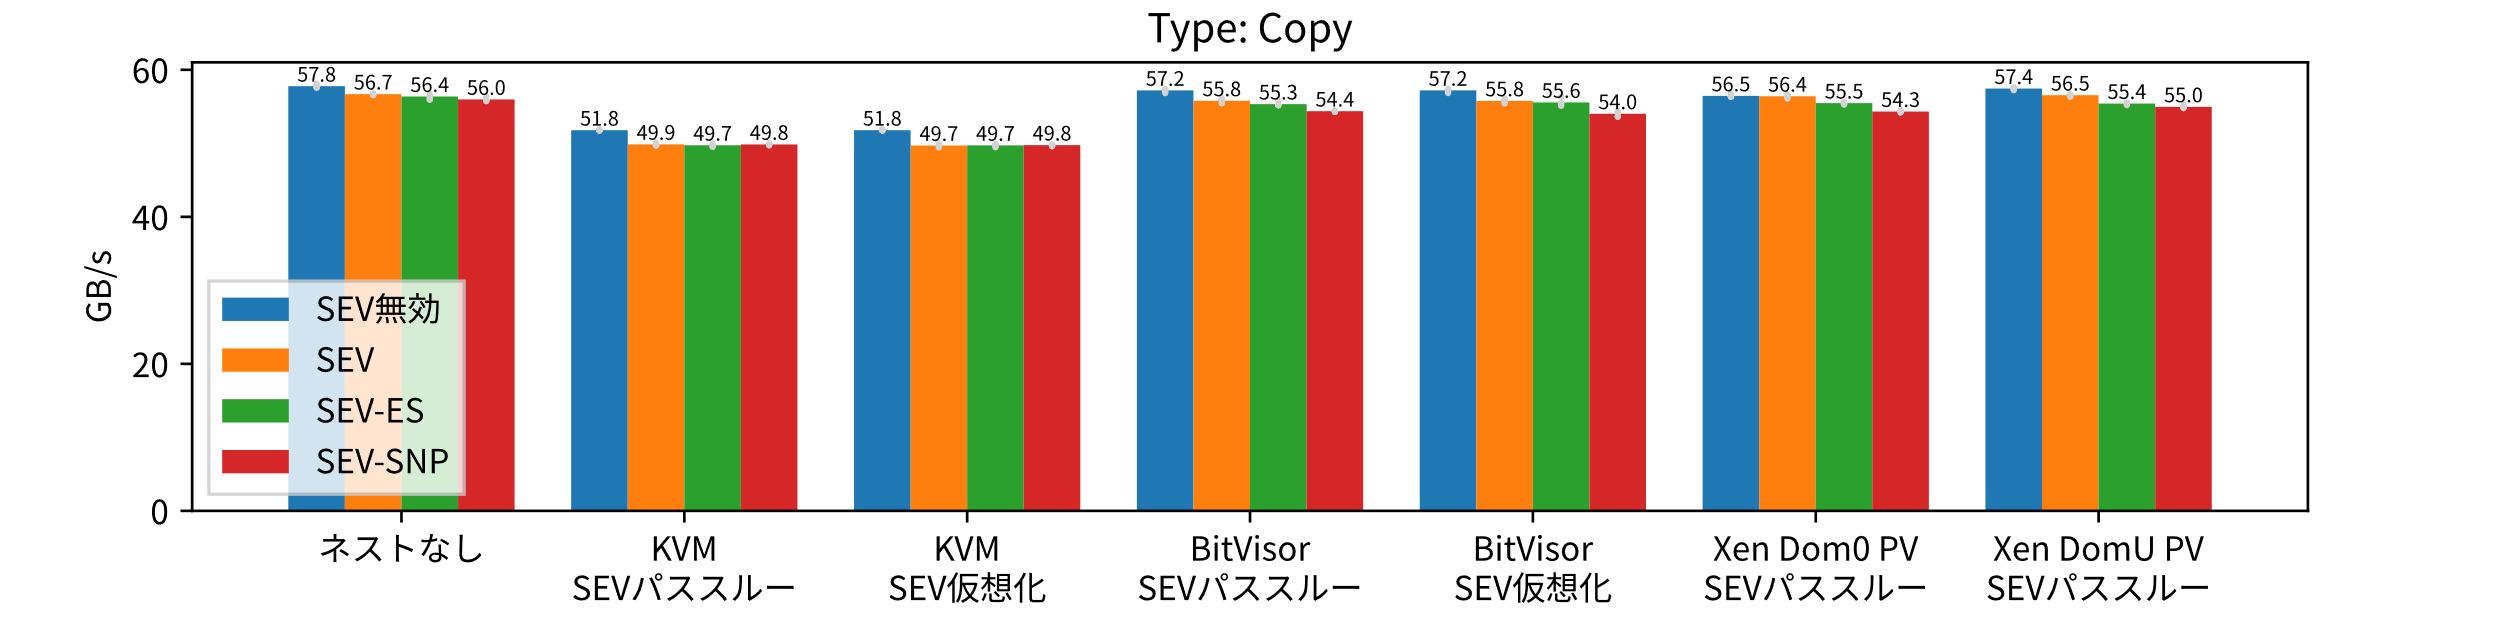 Type: Copy
GB/s
60
40
20
0
57.8 56.7 56.4 56.0
51.8 49.9 49.7 49.8
51.8 49.7 49.7 49.8
57.2 55.8 55.3 54.4
57.2 55.8 55.6 54.0
56.5 56.4 55.5 54.3
57.4 56.5 55.4 55.0
SEV無効
SEV
SEV-ES
SEV-SNP
ネストなし
KVM
SEVパススルー
KVM
SEV仮想化
BitVisor
SEVパススルー
BitVisor
SEV仮想化
Xen Dom0 PV
SEVパススルー
Xen DomU PV
SEVパススルー